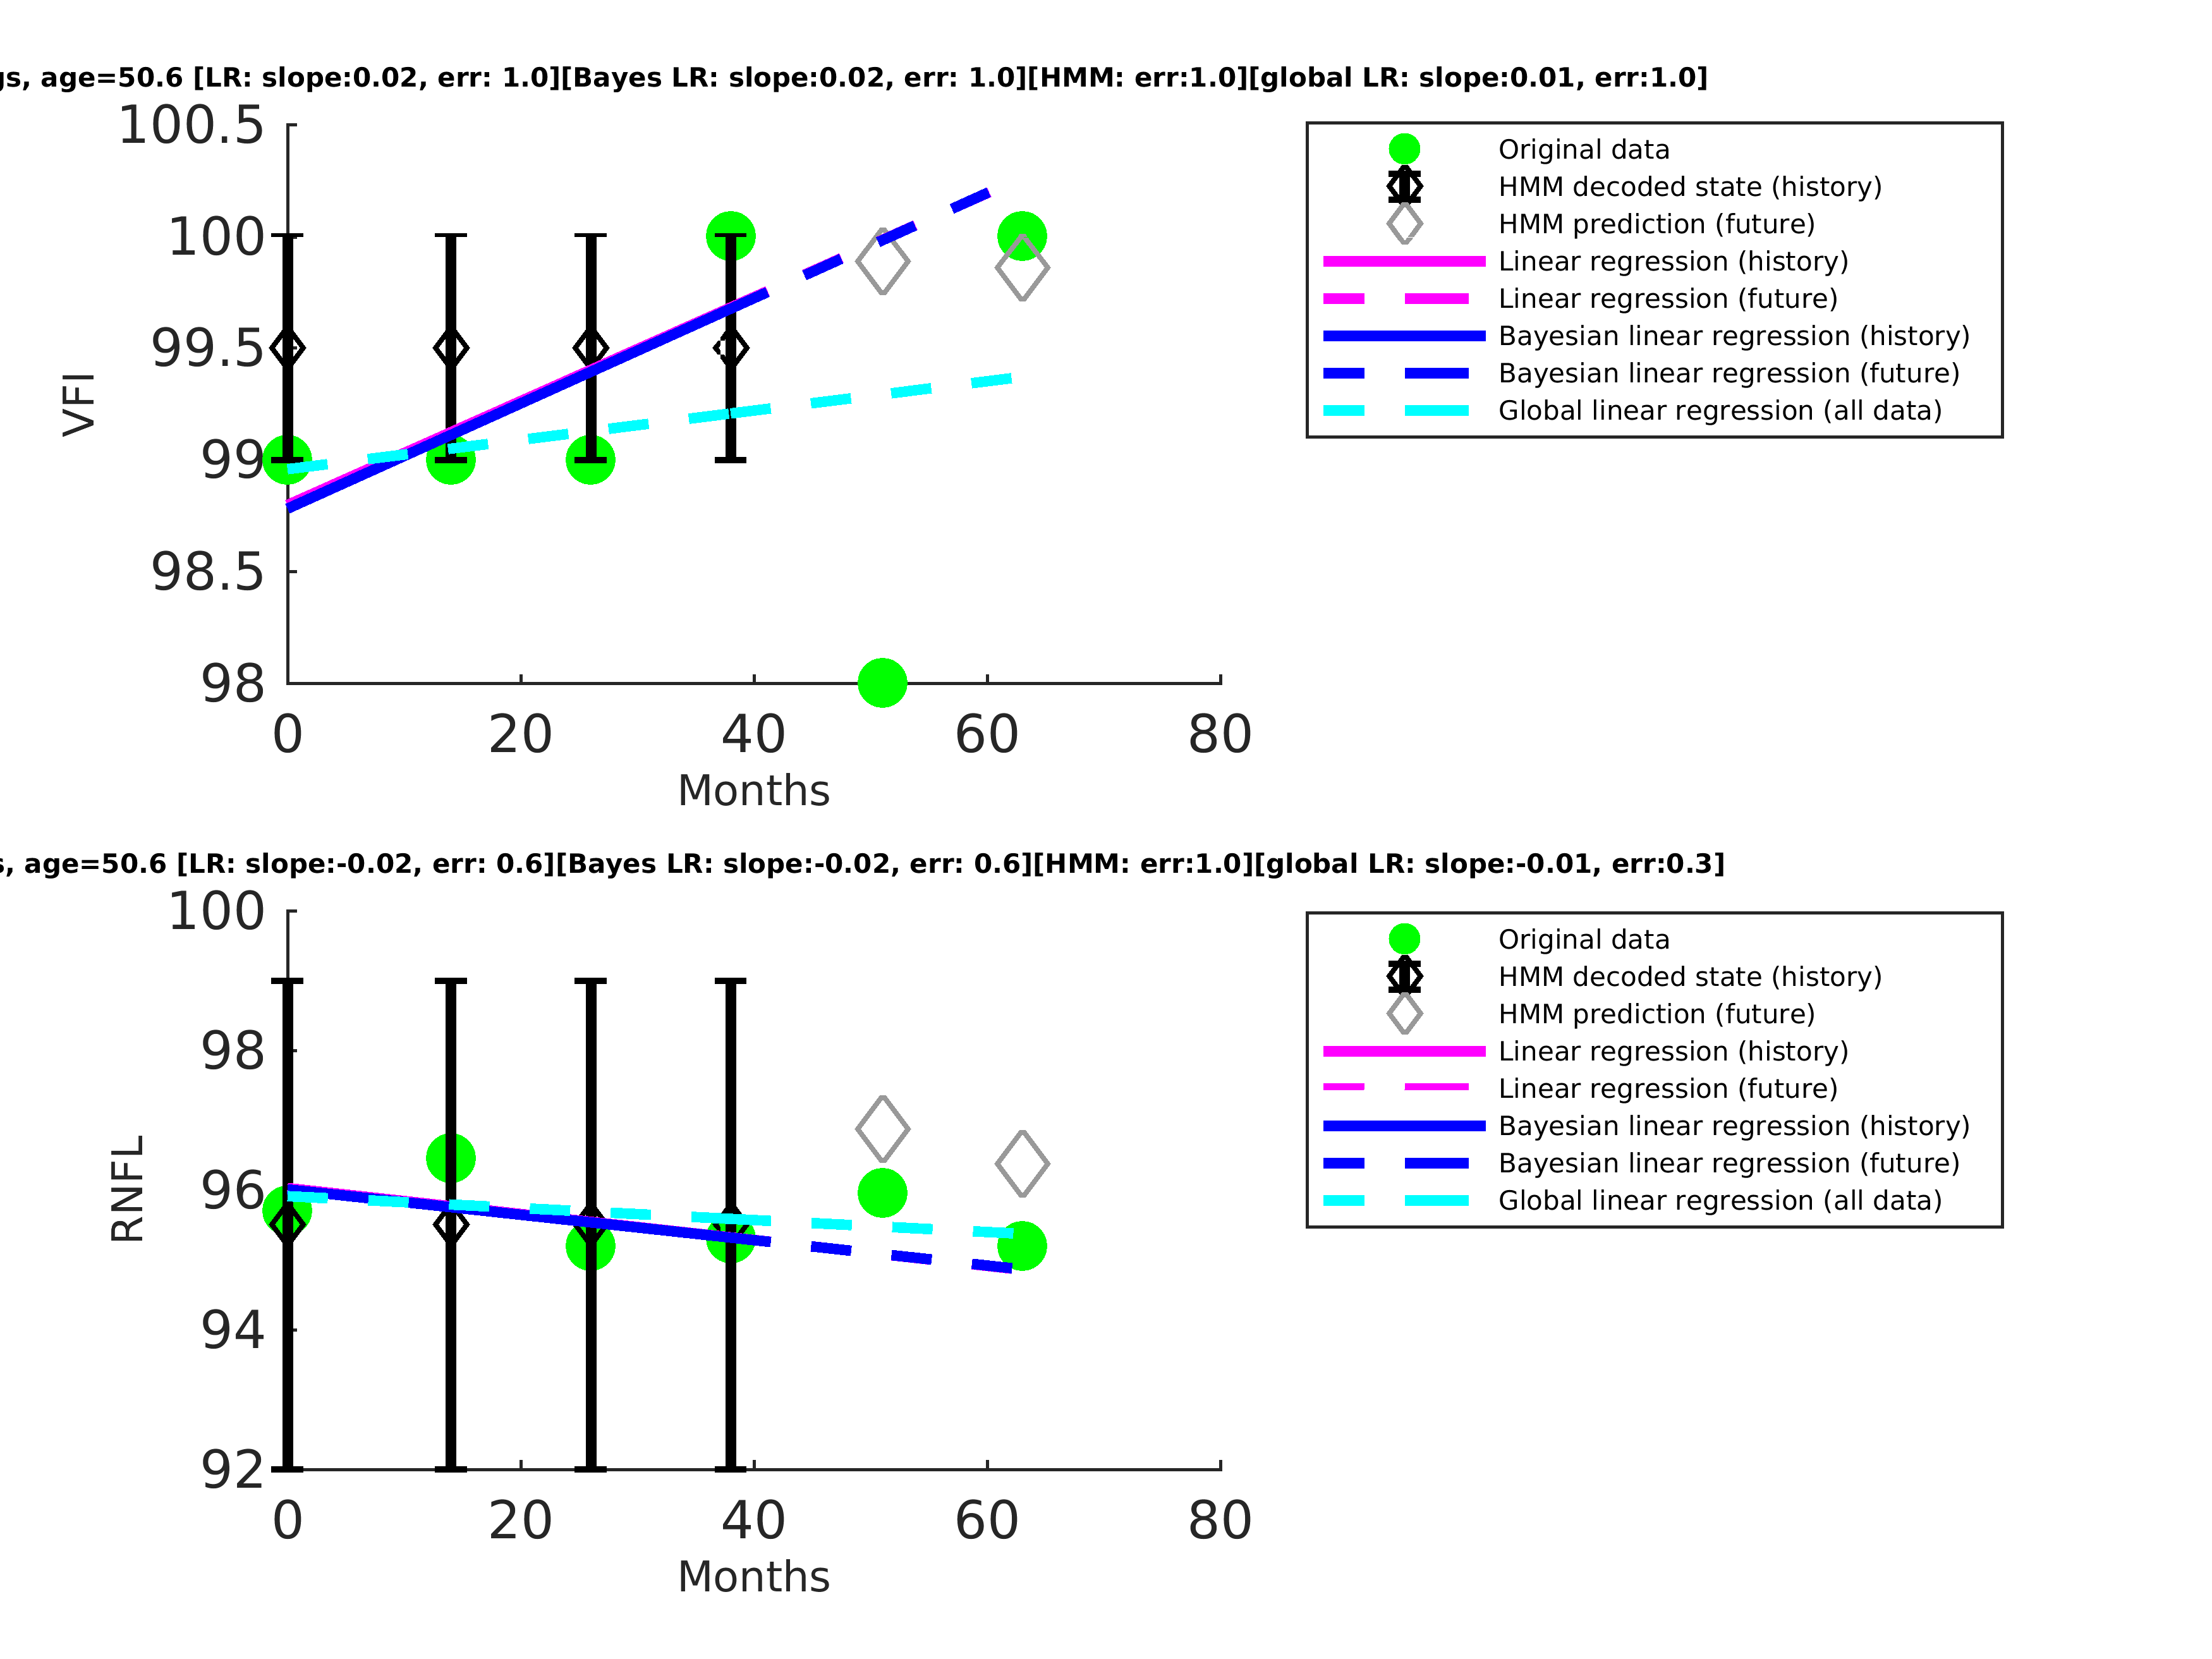 gs, age=50.6 [LR: slope:0.02, err: 1.0][Bayes LR: slope:0.02, err: 1.0][HMM: err:1.0][global LR: slope:0.01, err:1.0]
100.5
100
99.5
99
98.5
98
VFI
0 20 40 60 80
Months
Original data
HMM decoded state (history)
HMM prediction (future)
Linear regression (history)
Linear regression (future)
Bayesian linear regression (history)
Bayesian linear regression (future)
Global linear regression (all data)
s, age=50.6 [LR: slope:-0.02, err: 0.6][Bayes LR: slope:-0.02, err: 0.6][HMM: err:1.0][global LR: slope:-0.01, err:0.3]
100
98
96
94
92
RNFL
0 20 40 60 80
Months
Original data
HMM decoded state (history)
HMM prediction (future)
Linear regression (history)
Linear regression (future)
Bayesian linear regression (history)
Bayesian linear regression (future)
Global linear regression (all data)